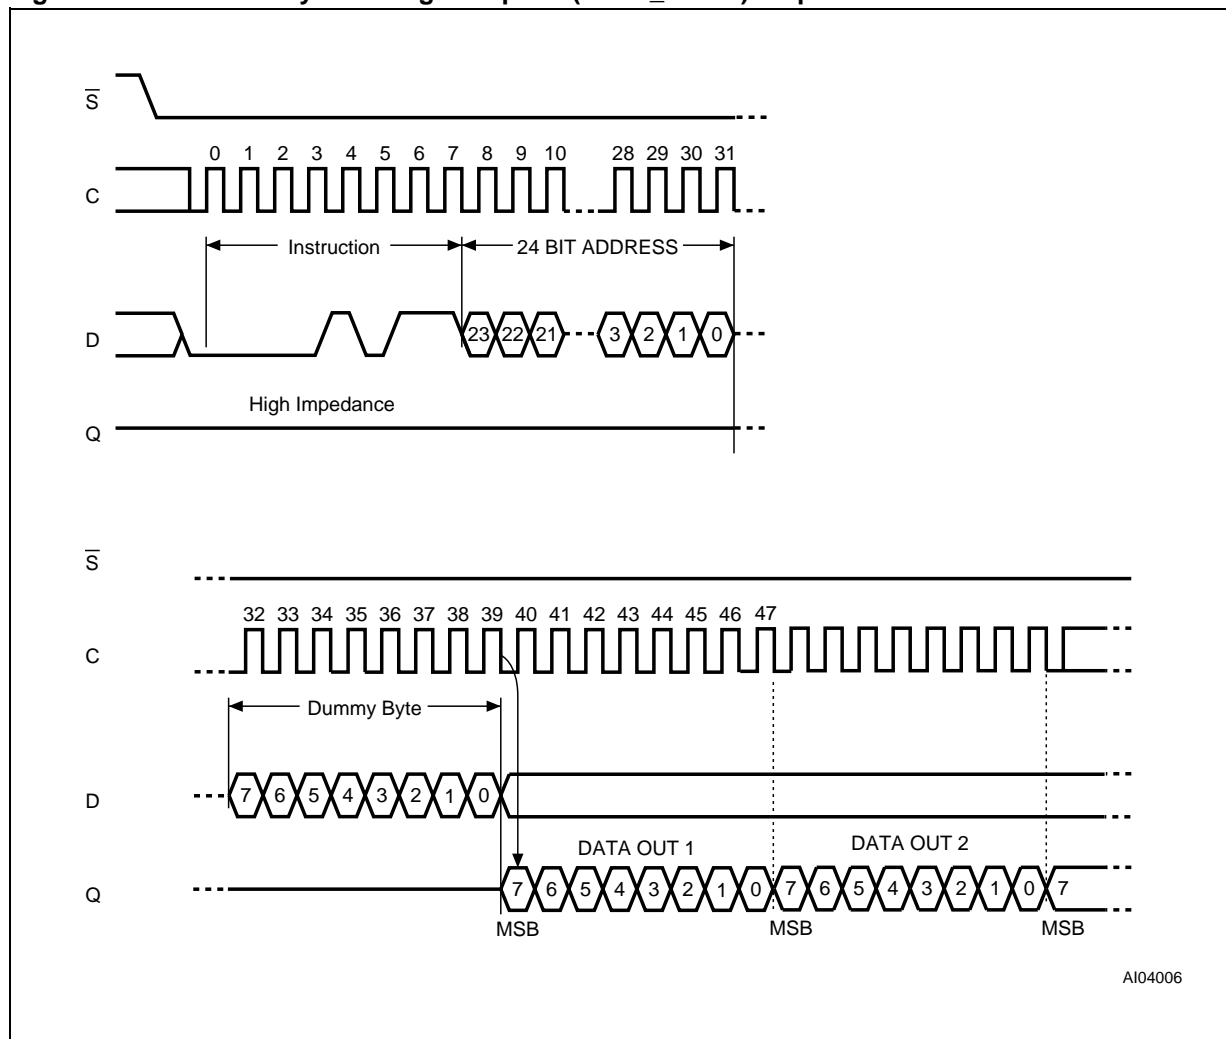 S
0 1 2 3 4 5 6 7 8 9 10 28 29 30 31
C
Instruction 24 BIT ADDRESS
D 23 22 21 3 2 1 0
High Impedance
Q
S
32 33 34 35 36 37 38 39 40 41 42 43 44 45 46 47
C
Dummy Byte
D 7 6 5 4 3 2 1 0
DATA OUT 1 DATA OUT 2
Q 7 6 5 4 3 2 1 0 7 6 5 4 3 2 1 0 7
MSB MSB MSB
AI04006